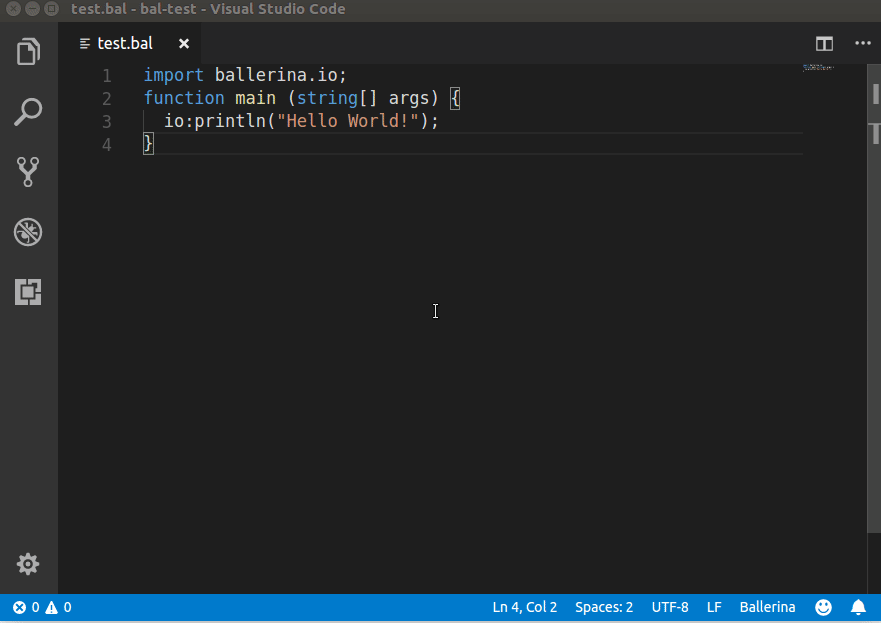 test.bal - bal-test - Visual Studio Code
test.bal
1 import ballerina.io;
2 function main (string[] args) {
3 io:println("Hello World!");
4 }
0 0 Ln 4, Col 2 Spaces: 2 UTF-8 LF Ballerina